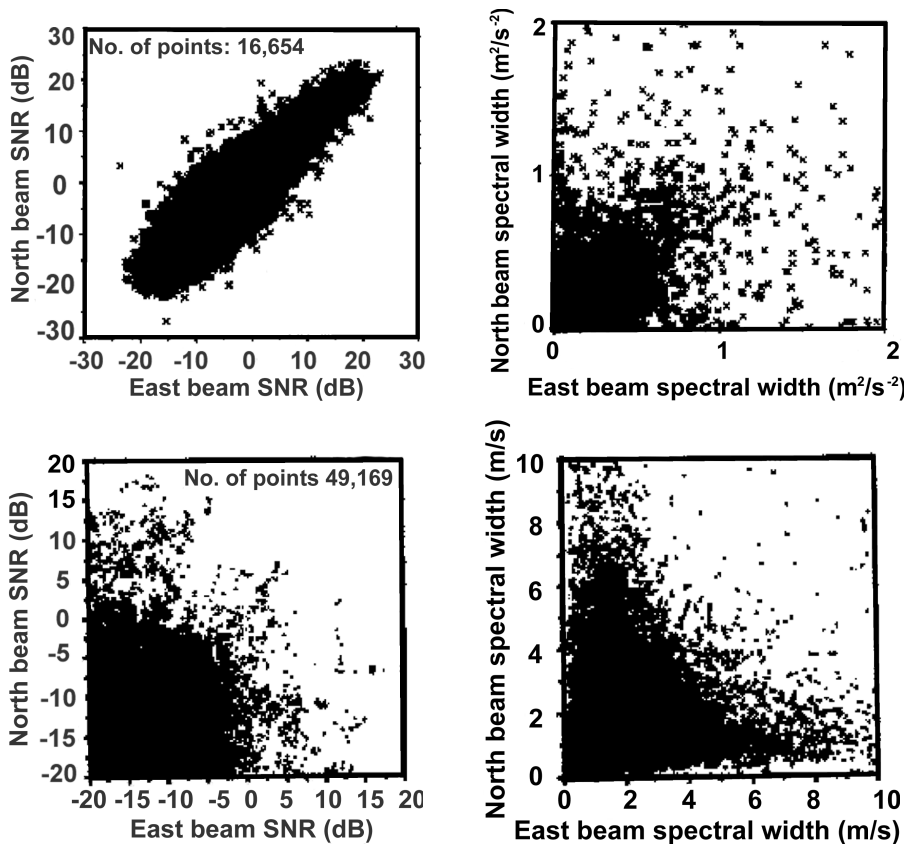 North beam SNR (dB)
30
20
10
0
-10
-20
-30
No. of points: 16,654
-30 -20 -10 0 10 20 30
East beam SNR (dB)
North beam spectral width (m²/s⁻²)
2
1
0
0 1 2
East beam spectral width (m²/s⁻²)
North beam SNR (dB)
20
15
10
5
0
-5
-10
-15
-20
No. of points 49,169
-20 -15 -10 -5 0 5 10 15 20
East beam SNR (dB)
North beam spectral width (m/s)
10
8
6
4
2
0
0 2 4 6 8 10
East beam spectral width (m/s)